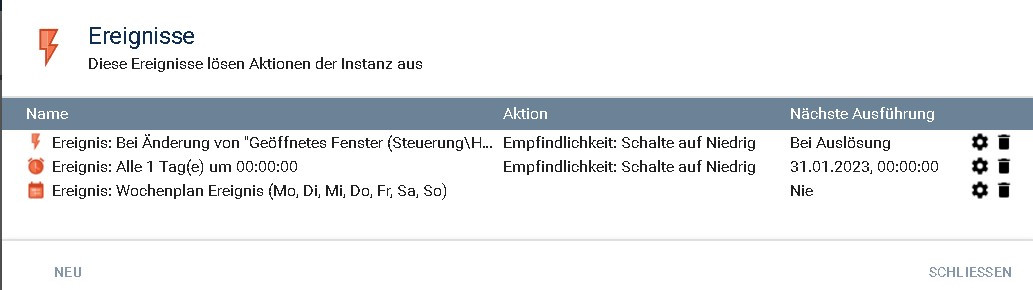 Ereignisse
Diese Ereignisse lösen Aktionen der Instanz aus
Name Aktion Nächste Ausführung
Ereignis: Bei Änderung von "Geöffnetes Fenster (Steuerung\H... Empfindlichkeit: Schalte auf Niedrig Bei Auslösung
Ereignis: Alle 1 Tag(e) um 00:00:00 Empfindlichkeit: Schalte auf Niedrig 31.01.2023, 00:00:00
Ereignis: Wochenplan Ereignis (Mo, Di, Mi, Do, Fr, Sa, So) Nie
NEU SCHLIESSEN